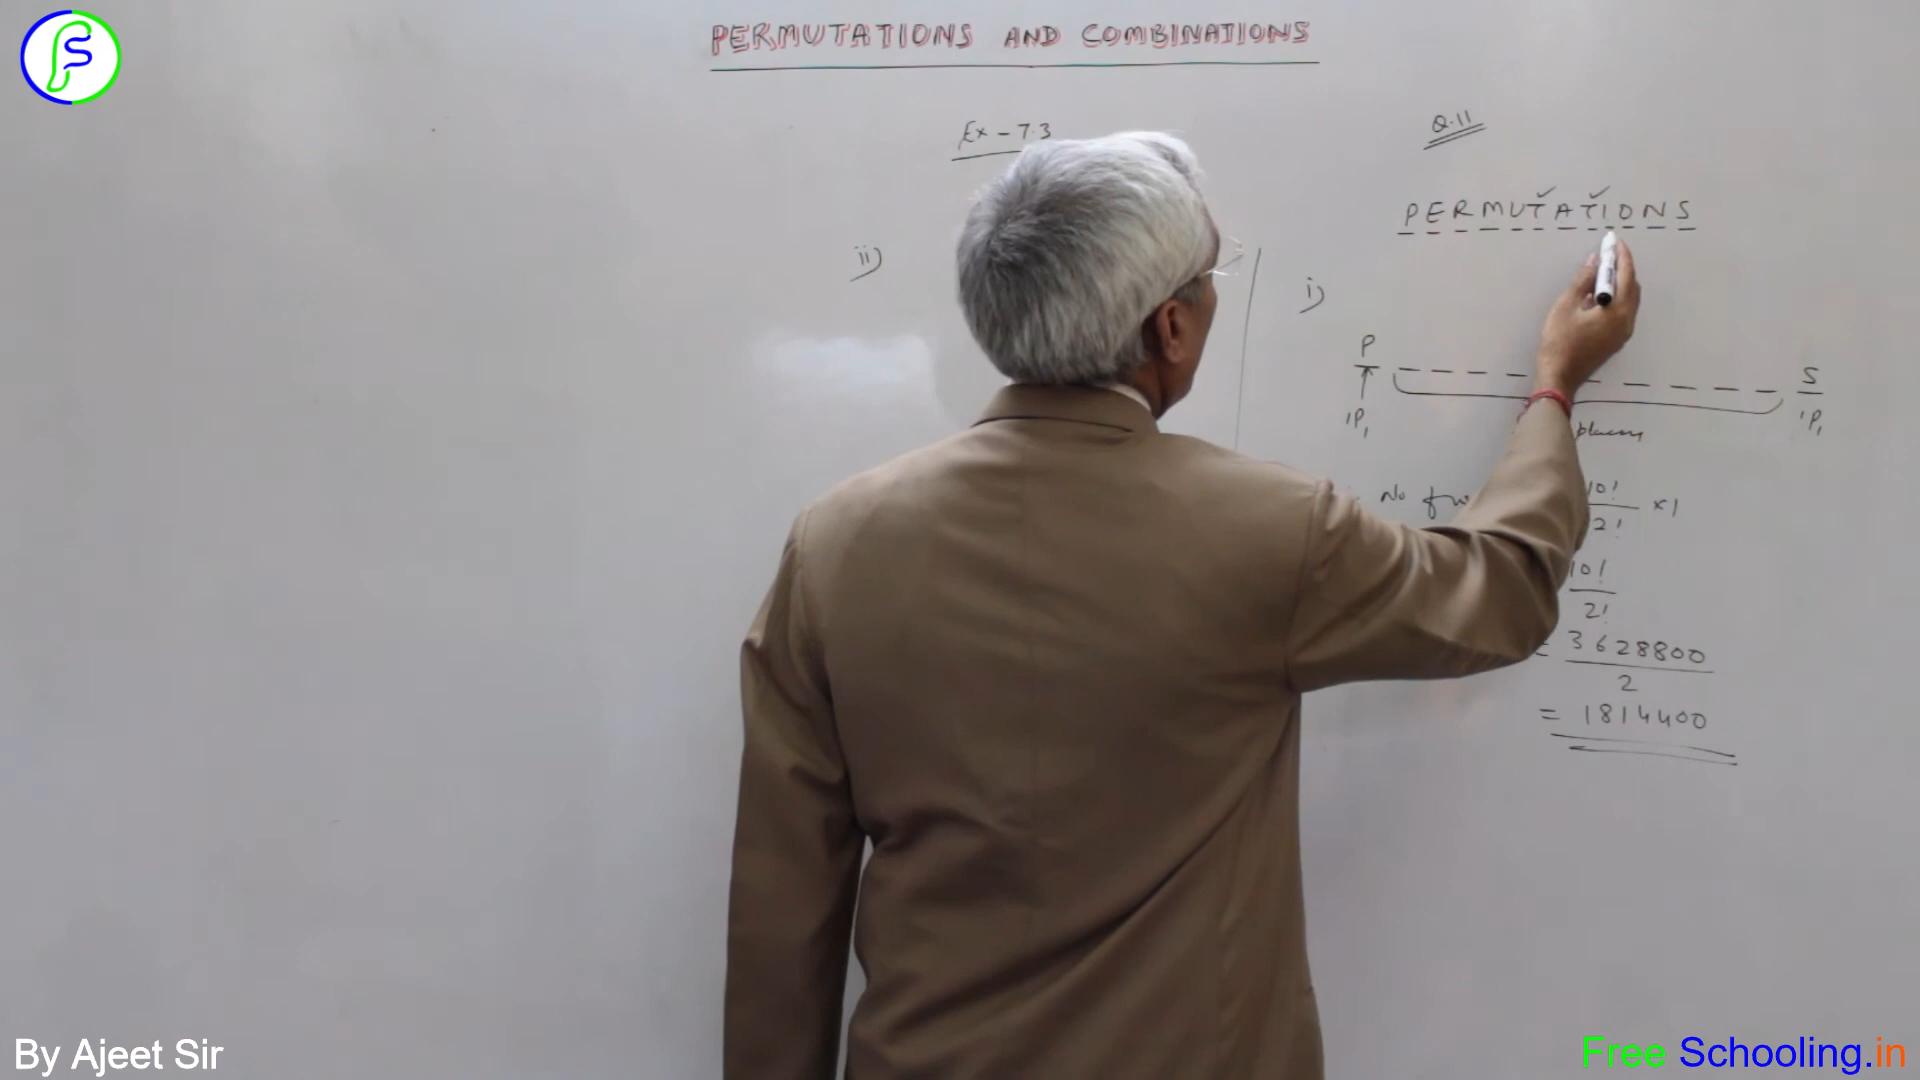 PERMUTATIONS AND COMBINATIONS
Ex - 7.3
Q.11
PERMUTATIONS
ii)
i)
P
S
¹P₁
¹P₁
No
10!
2!
×1
10!
2!
= 3628800
2
= 1814400
By Ajeet Sir
Free Schooling.in